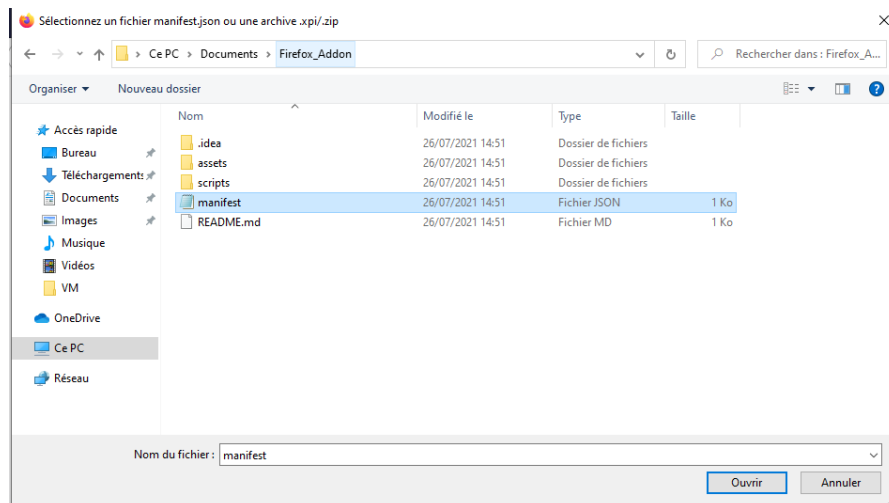 Sélectionnez un fichier manifest.json ou une archive .xpi/.zip
Ce PC > Documents > Firefox_Addon
Rechercher dans : Firefox_A...
Organiser
Nouveau dossier
Nom
Modifié le
Type
Taille
Accès rapide
Bureau
Téléchargements
Documents
Images
Musique
Vidéos
VM
OneDrive
Ce PC
Réseau
.idea 26/07/2021 14:51 Dossier de fichiers
assets 26/07/2021 14:51 Dossier de fichiers
scripts 26/07/2021 14:51 Dossier de fichiers
manifest 26/07/2021 14:51 Fichier JSON 1 Ko
README.md 26/07/2021 14:51 Fichier MD 1 Ko
Nom du fichier : manifest
Ouvrir
Annuler